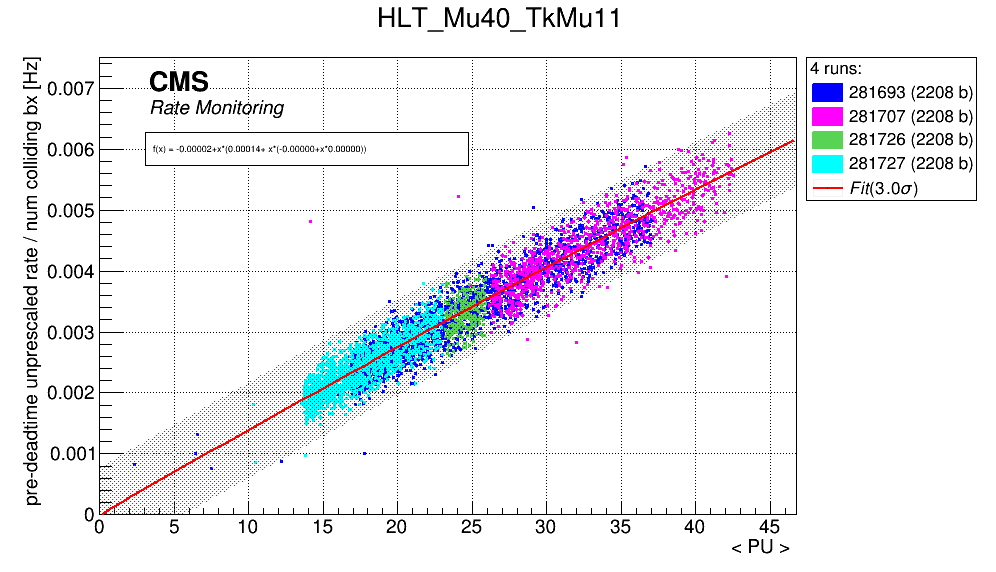 HLT_Mu40_TkMu11
pre-deadtime unprescaled rate / num colliding bx [Hz]
CMS
Rate Monitoring
f(x) = -0.00002+x*(0.00014+ x*(-0.00000+x*0.00000))
0.007
0.006
0.005
0.004
0.003
0.002
0.001
0
0 5 10 15 20 25 30 35 40 45
< PU >
4 runs:
281693 (2208 b)
281707 (2208 b)
281726 (2208 b)
281727 (2208 b)
Fit(3.0σ)